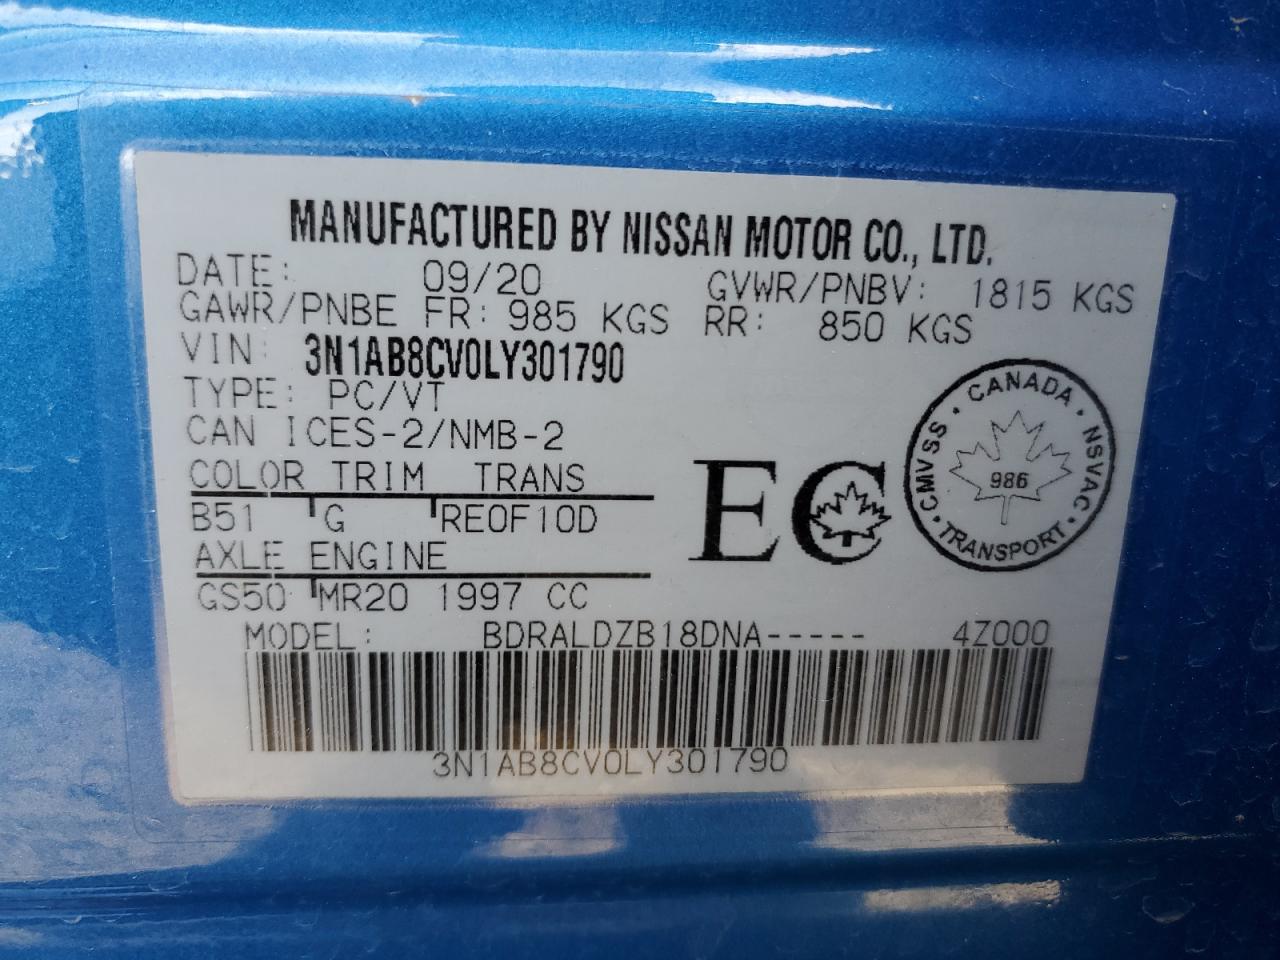 MANUFACTURED BY NISSAN MOTOR CO., LTD.
DATE: 09/20 GVWR/PNBV: 1815 KGS
GAWR/PNBE FR: 985 KGS RR: 850 KGS
VIN: 3N1AB8CV0LY301790
TYPE: PC/VT
CAN ICES-2/NMB-2
COLOR TRIM TRANS
B51 G RE0F10D
AXLE ENGINE
GS50 MR20 1997 CC
EC
CMVSS · CANADA · NSVAC · TRANSPORT ·
986
MODEL: BDRALDZB18DNA----- 4Z000
3N1AB8CV0LY301790